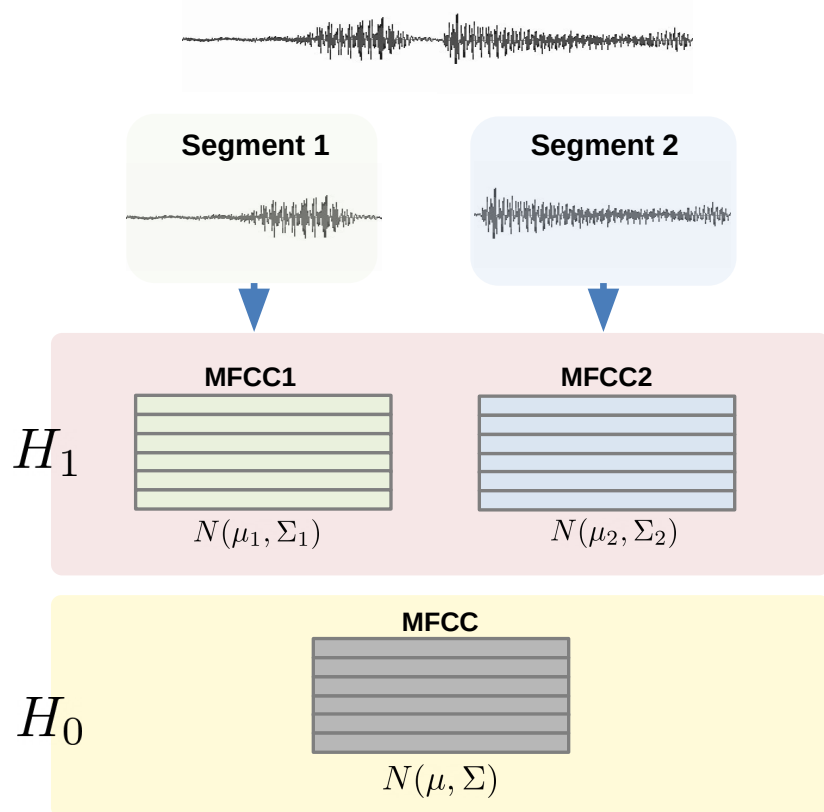 Segment 1
Segment 2
MFCC1
MFCC2
H₁
N(μ₁, Σ₁)
N(μ₂, Σ₂)
MFCC
H₀
N(μ, Σ)